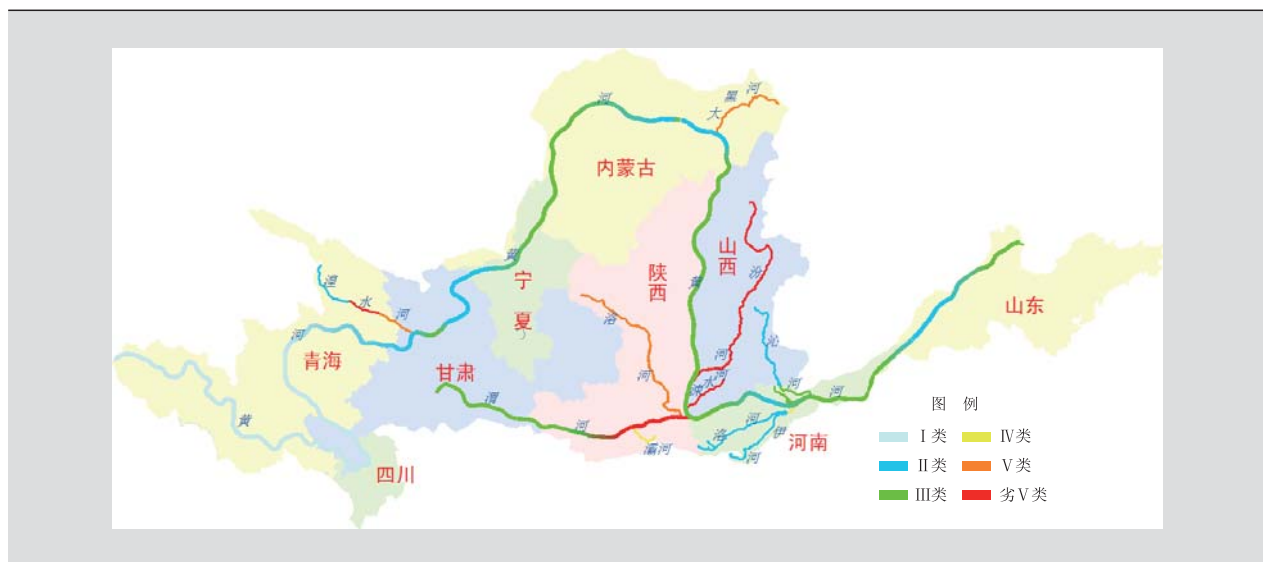 大黑河
河
内蒙古
黄
宁夏
陕西
山西
黄
汾
河
涑水河
沁
河
河
山东
湟水河
河
青海
甘肃
黄
四川
渭
河
灞河
洛
河
洛
河
伊
河
河南
图 例
Ⅰ类
Ⅳ类
Ⅱ类
Ⅴ类
Ⅲ类
劣Ⅴ类